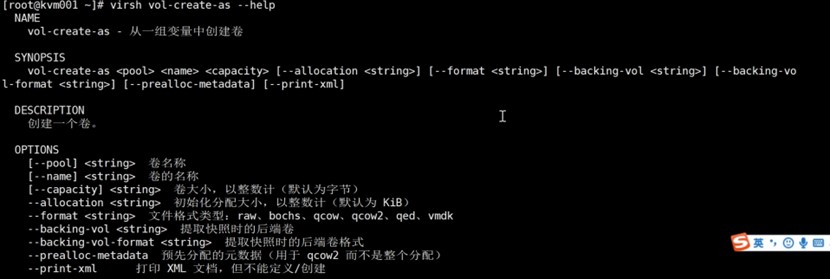 [root@kvm001 ~]# virsh vol-create-as --help
NAME
vol-create-as - 从一组变量中创建卷
SYNOPSIS
vol-create-as <pool> <name> <capacity> [--allocation <string>] [--format <string>] [--backing-vol <string>] [--backing-vo
l-format <string>] [--prealloc-metadata] [--print-xml]
DESCRIPTION
创建一个卷。
OPTIONS
[--pool] <string> 卷名称
[--name] <string> 卷的名称
[--capacity] <string> 卷大小，以整数计（默认为字节）
--allocation <string> 初始化分配大小，以整数计（默认为 KiB）
--format <string> 文件格式类型：raw、bochs、qcow、qcow2、qed、vmdk
--backing-vol <string> 提取快照时的后端卷
--backing-vol-format <string> 提取快照时的后端卷格式
--prealloc-metadata 预先分配的元数据（用于 qcow2 而不是整个分配）
--print-xml 打印 XML 文档，但不能定义/创建
S 英